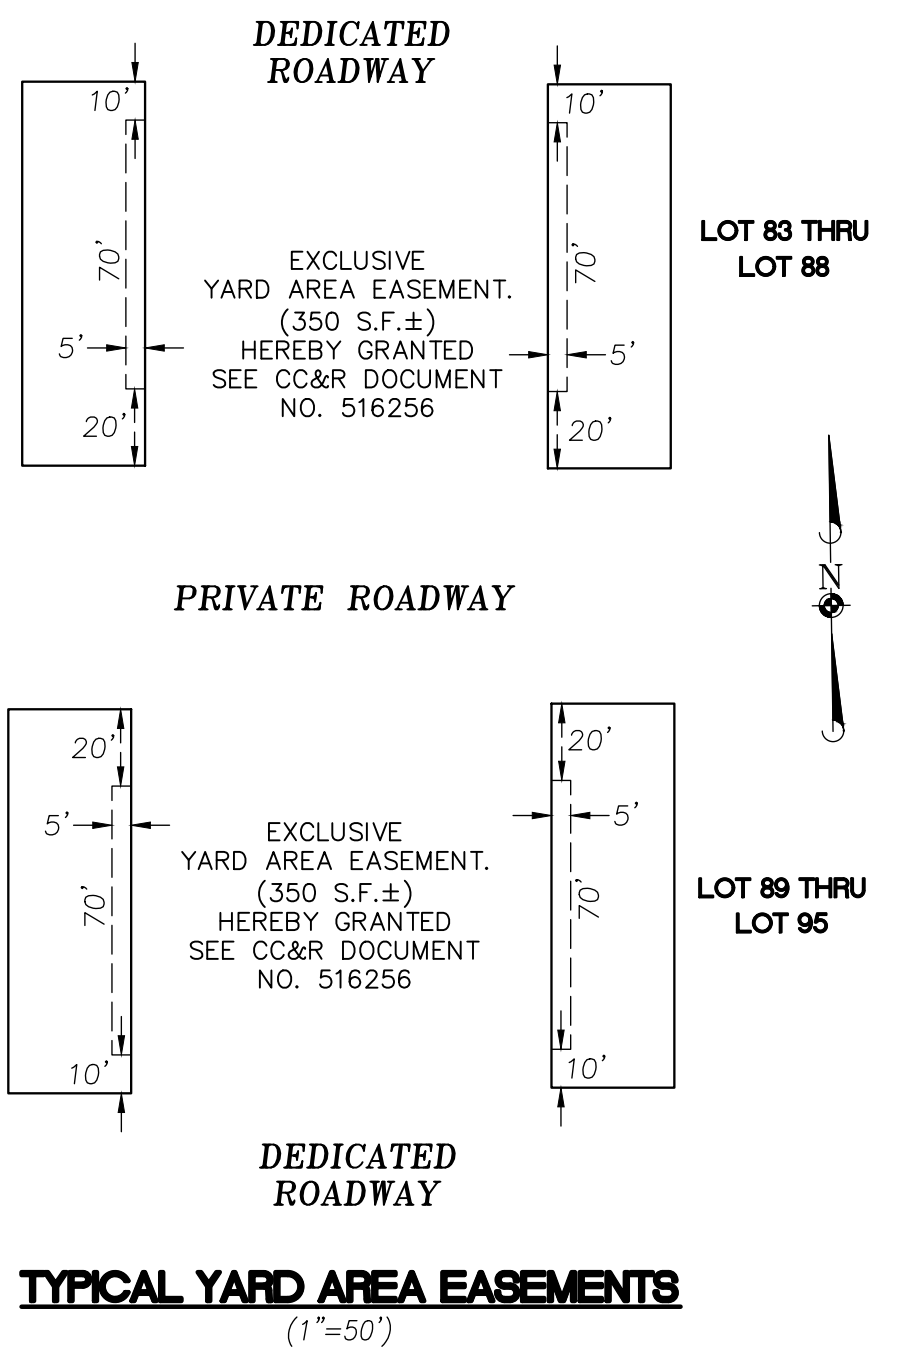 DEDICATED
ROADWAY
10'
10'
70'
70'
LOT 83 THRU
LOT 88
EXCLUSIVE
YARD AREA EASEMENT.
(350 S.F.±)
HEREBY GRANTED
SEE CC&R DOCUMENT
NO. 516256
5'
5'
20'
20'
N
PRIVATE ROADWAY
20'
20'
5'
5'
EXCLUSIVE
YARD AREA EASEMENT.
(350 S.F.±)
HEREBY GRANTED
SEE CC&R DOCUMENT
NO. 516256
70'
70'
LOT 89 THRU
LOT 95
10'
10'
DEDICATED
ROADWAY
TYPICAL YARD AREA EASEMENTS
(1"=50')